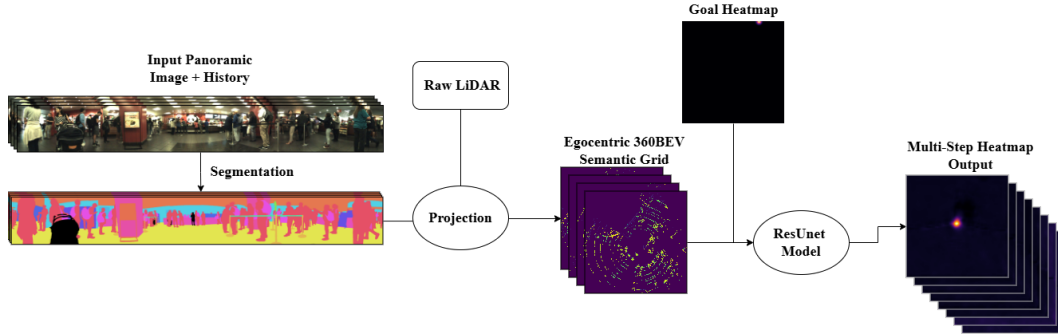 Goal Heatmap
Input Panoramic
Image + History
Raw LiDAR
Segmentation
Projection
Egocentric 360BEV
Semantic Grid
ResUnet
Model
Multi-Step Heatmap
Output